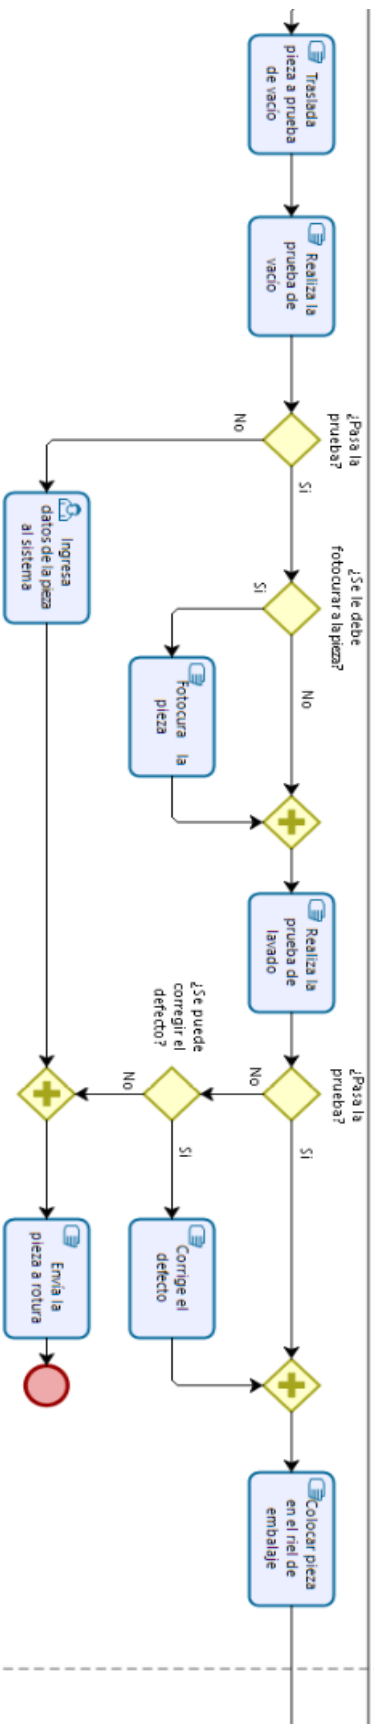 Traslada
pieza a prueba
de vacío
Realiza la
prueba de
vacío
¿Pasa la
prueba?
No
Si
¿Se le debe
fotocurar a la pieza?
Si
No
Ingresa
datos de la pieza
al sistema
Fotocura la
pieza
Realiza la
prueba de
lavado
¿Pasa la
prueba?
No
Si
¿Se puede
corregir el
defecto?
No
Si
Corrige el
defecto
Envía la
pieza a rotura
Colocar pieza
en el riel de
embalaje